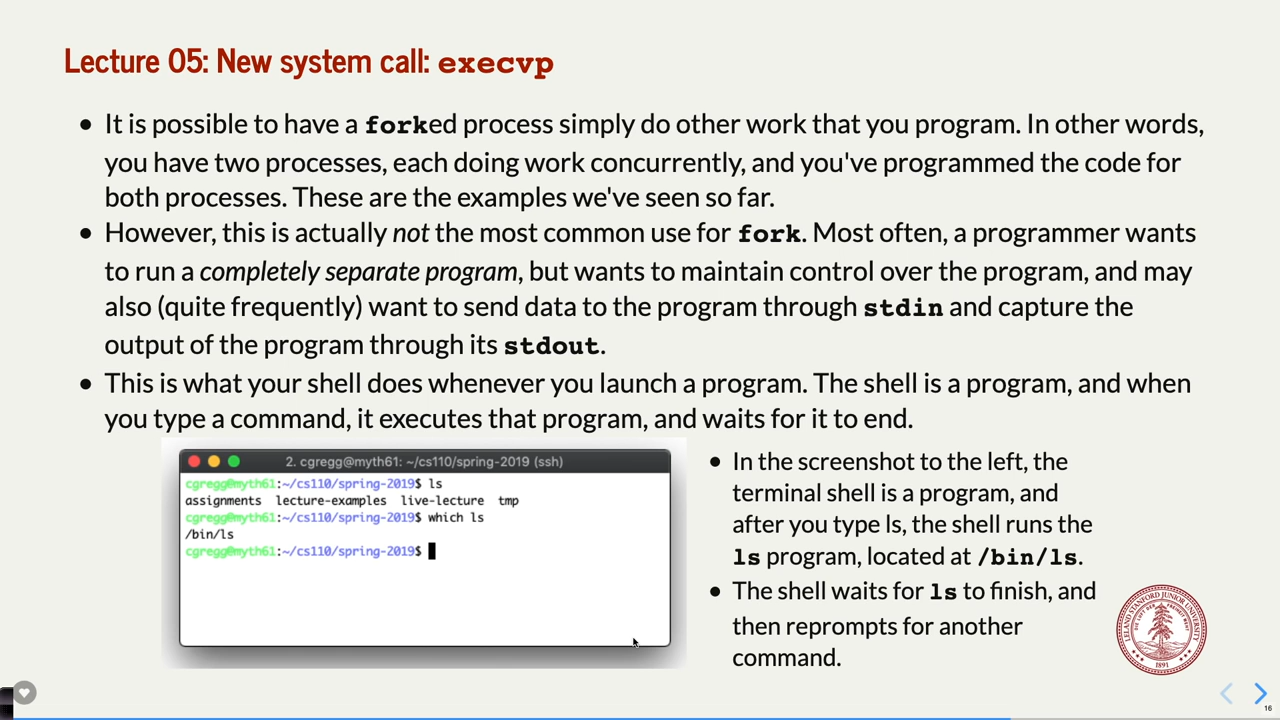 Lecture 05: New system call: execvp
It is possible to have a forked process simply do other work that you program. In other words,
you have two processes, each doing work concurrently, and you've programmed the code for
both processes. These are the examples we've seen so far.
However, this is actually not the most common use for fork. Most often, a programmer wants
to run a completely separate program, but wants to maintain control over the program, and may
also (quite frequently) want to send data to the program through stdin and capture the
output of the program through its stdout.
This is what your shell does whenever you launch a program. The shell is a program, and when
you type a command, it executes that program, and waits for it to end.
2. cgregg@myth61: ~/cs110/spring-2019 (ssh)
cgregg@myth61:~/cs110/spring-2019$ ls
assignments lecture-examples live-lecture tmp
cgregg@myth61:~/cs110/spring-2019$ which ls
/bin/ls
cgregg@myth61:~/cs110/spring-2019$
In the screenshot to the left, the
terminal shell is a program, and
after you type ls, the shell runs the
ls program, located at /bin/ls.
The shell waits for ls to finish, and
then reprompts for another
command.
LELAND STANFORD JUNIOR UNIVERSITY
1891
16